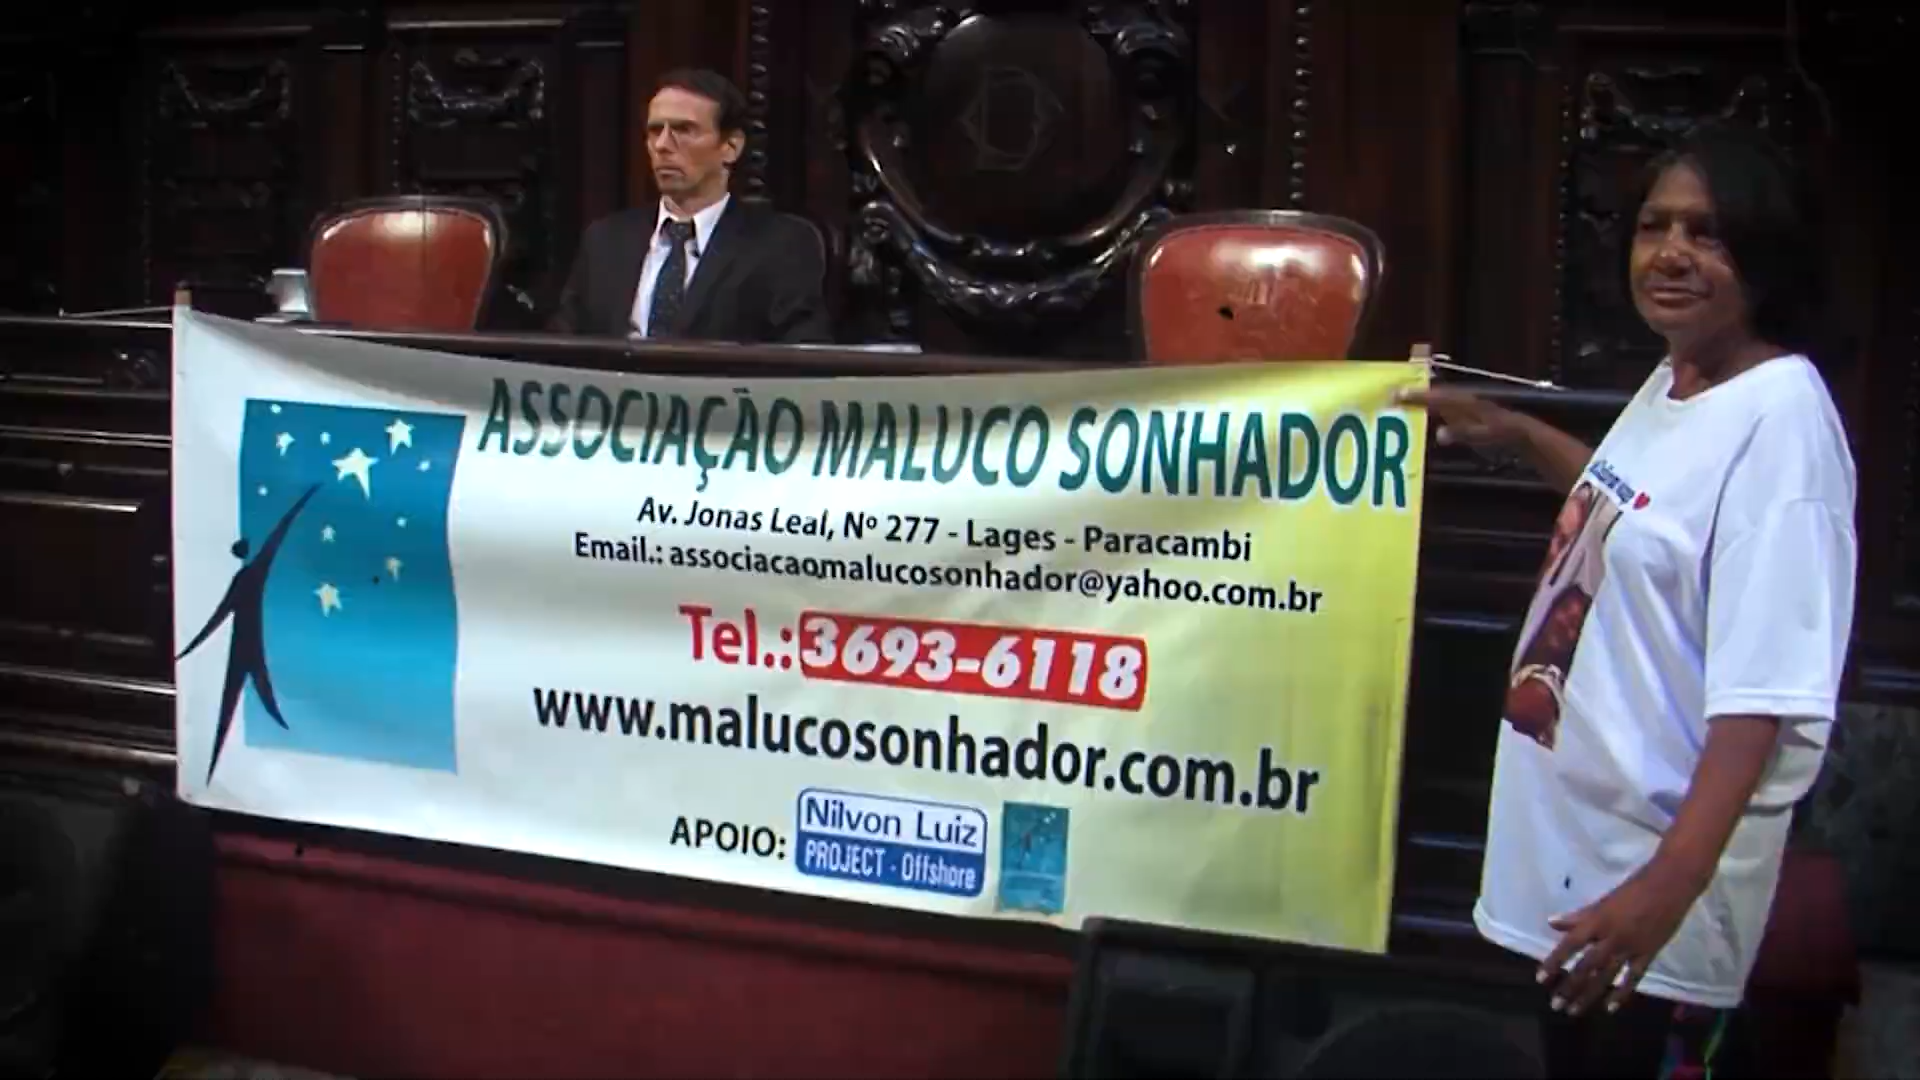 ASSOCIAÇÃO MALUCO SONHADOR
Av. Jonas Leal, Nº 277 - Lages - Paracambi
Email.: associacaomalucosonhador@yahoo.com.br
Tel.: 3693-6118
www.malucosonhador.com.br
APOIO:
Nilvon Luiz
PROJECT - Offshore